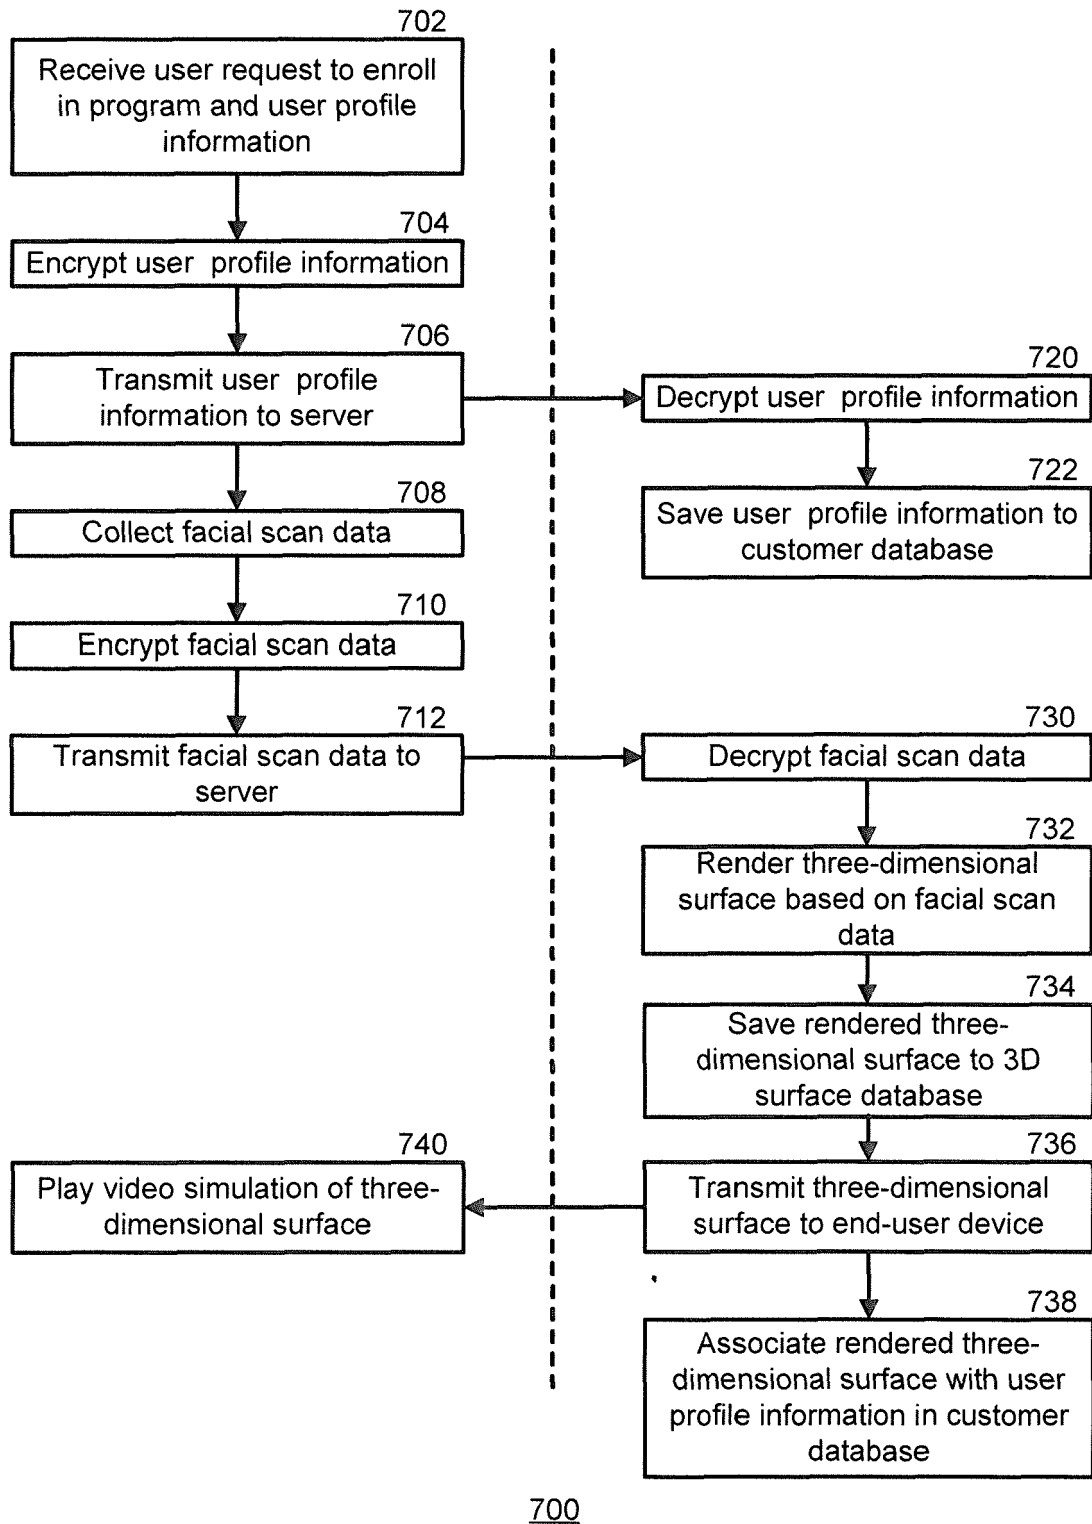 702
Receive user request to enroll
in program and user profile
information
704
Encrypt user profile information
706
Transmit user profile
information to server
708
Collect facial scan data
710
Encrypt facial scan data
712
Transmit facial scan data to
server
720
Decrypt user profile information
722
Save user profile information to
customer database
730
Decrypt facial scan data
732
Render three-dimensional
surface based on facial scan
data
734
Save rendered three-
dimensional surface to 3D
surface database
736
Transmit three-dimensional
surface to end-user device
740
Play video simulation of three-
dimensional surface
738
Associate rendered three-
dimensional surface with user
profile information in customer
database
700